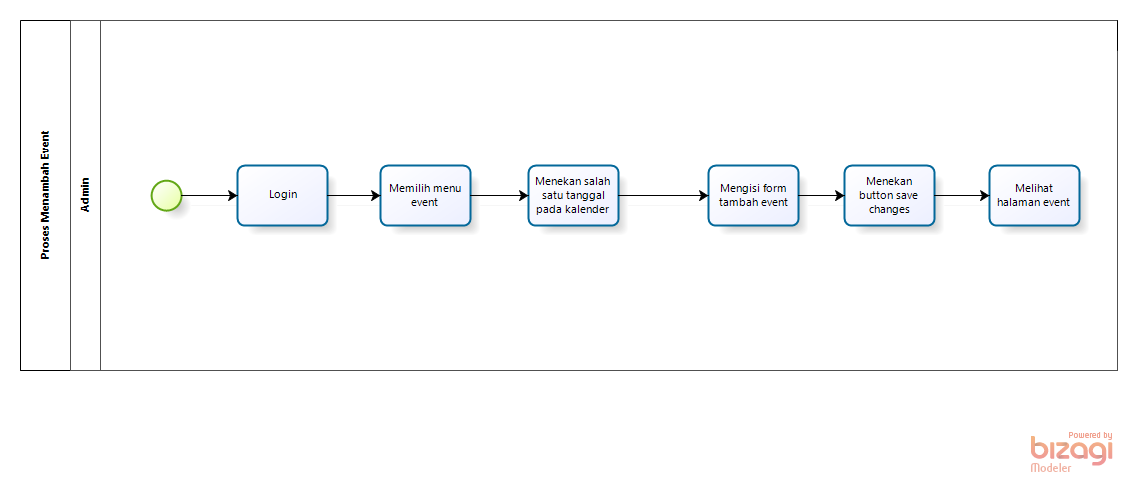 Proses Menambah Event
Admin
Login
Memilih menu
event
Menekan salah
satu tanggal
pada kalender
Mengisi form
tambah event
Menekan
button save
changes
Melihat
halaman event
Powered by
bizagi
Modeler